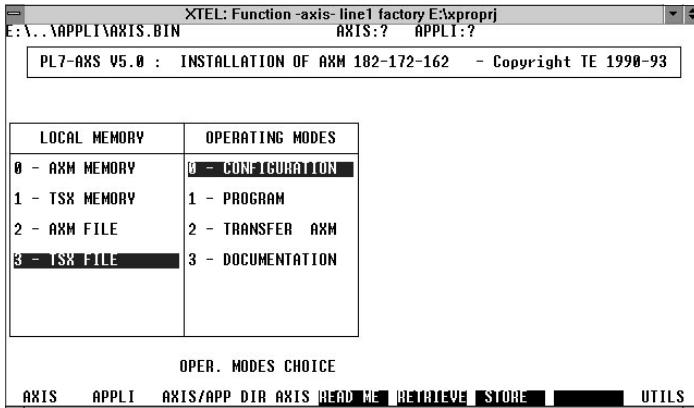 XTEL: Function -axis- line1 factory E:\xproprj
E:\..\APPLI\AXIS.BIN AXIS:? APPLI:?
PL7-AXS V5.0 : INSTALLATION OF AXM 182-172-162 - Copyright TE 1990-93
LOCAL MEMORY OPERATING MODES
0 - AXM MEMORY 0 - CONFIGURATION
1 - TSX MEMORY 1 - PROGRAM
2 - AXM FILE 2 - TRANSFER AXM
3 - TSX FILE 3 - DOCUMENTATION
OPER. MODES CHOICE
AXIS APPLI AXIS/APP DIR AXIS READ ME RETRIEVE STORE UTILS